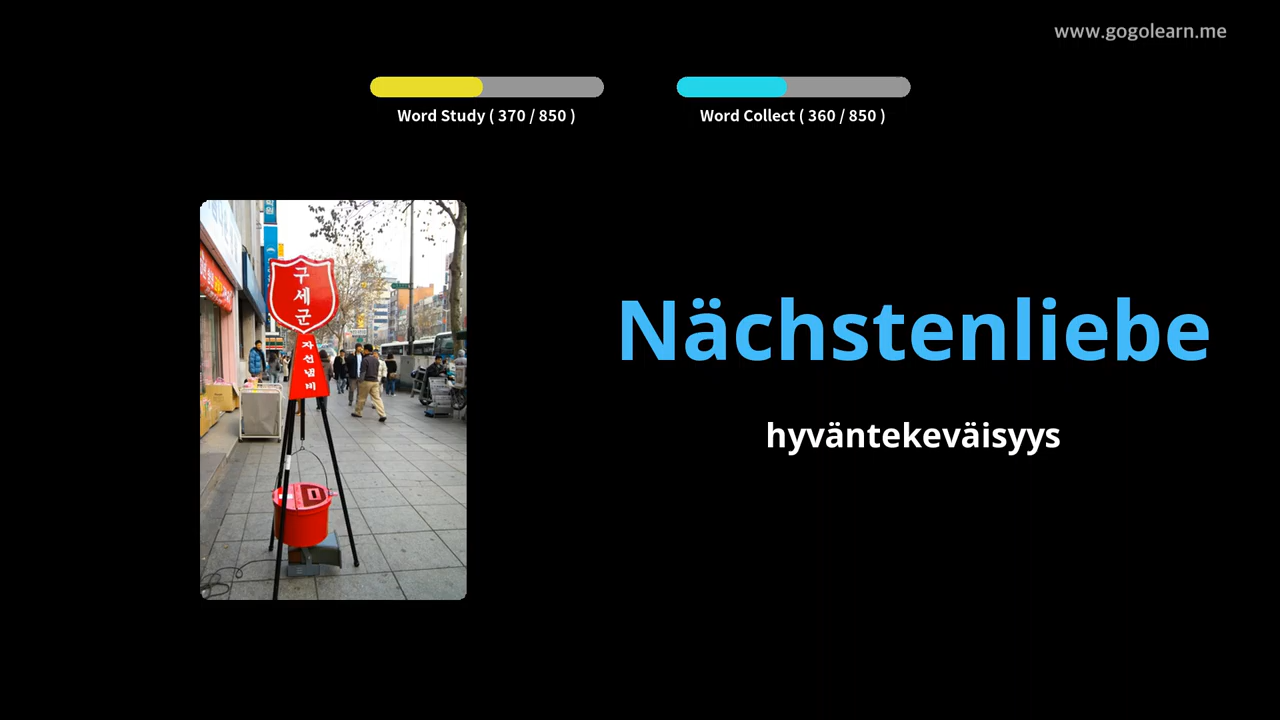 www.gogolearn.me
Word Study ( 370 / 850 )
Word Collect ( 360 / 850 )
구세군
자선냄비
Nächstenliebe
hyväntekeväisyys